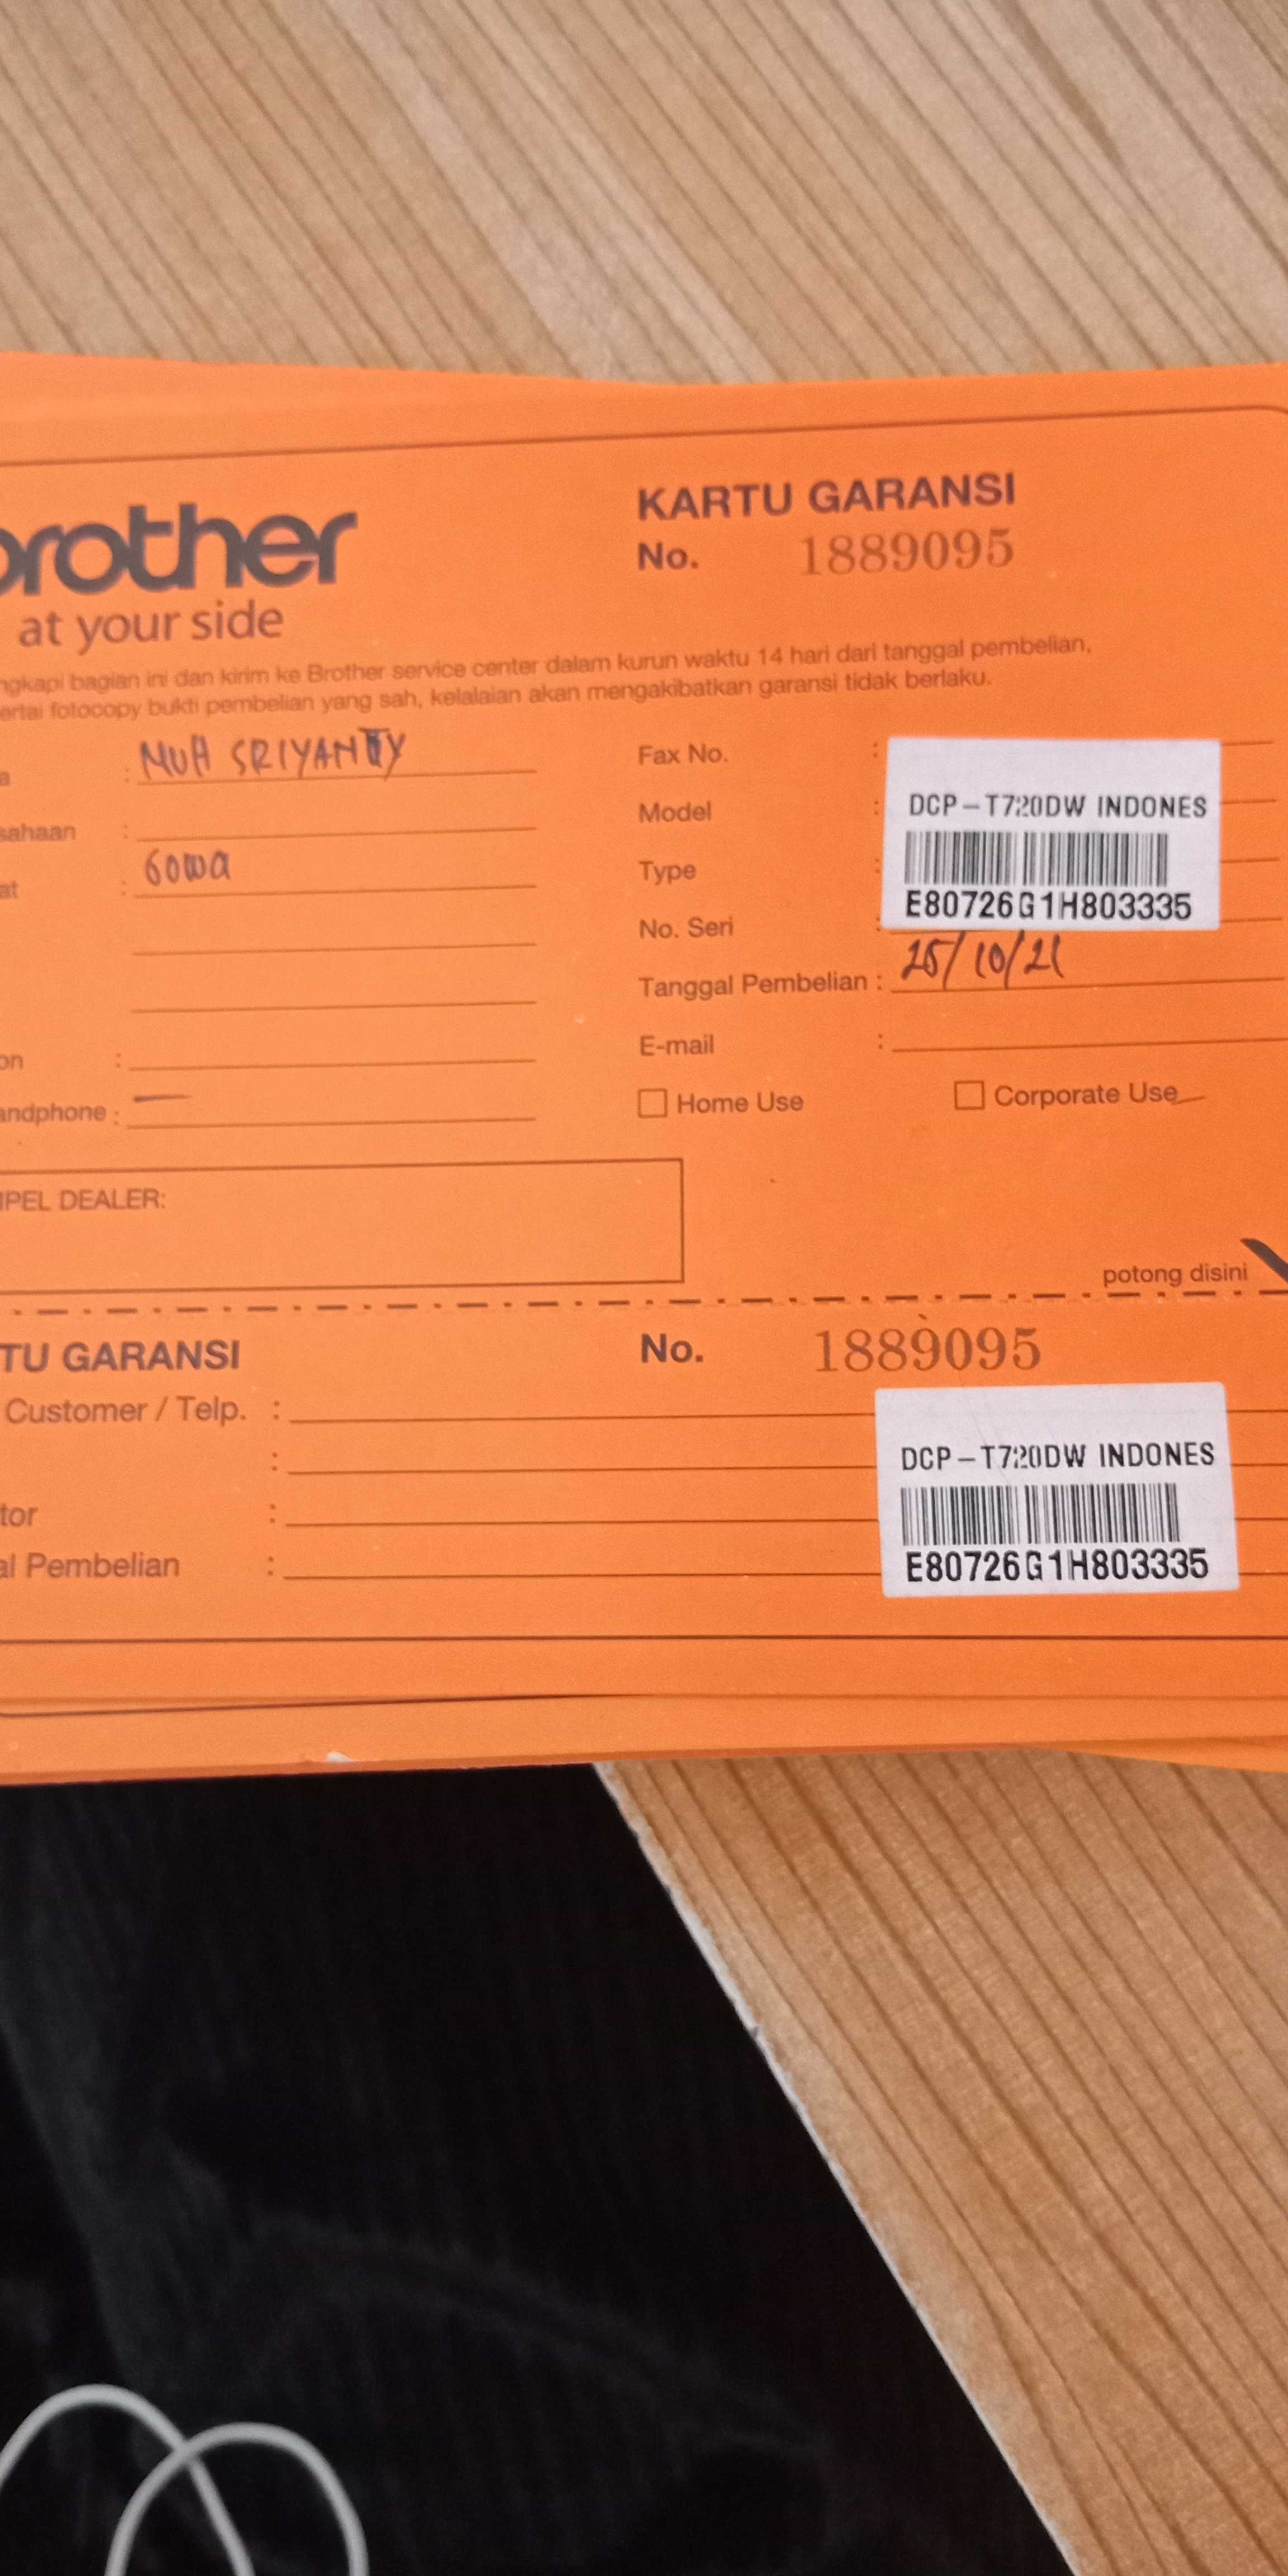 brother
at your side
KARTU GARANSI
No. 1889095
ngkapi bagian ini dan kirim ke Brother service center dalam kurun waktu 14 hari dari tanggal pembelian,
ertai fotocopy bukti pembelian yang sah, kelalaian akan mengakibatkan garansi tidak berlaku.
a : MUH SRIYANTY
sahaan :
at : Gowa
on :
andphone :
Fax No. :
Model : DCP-T720DW INDONES
Type :
E80726G1H803335
No. Seri :
Tanggal Pembelian : 25/10/21
E-mail :
Home Use
Corporate Use
IPEL DEALER:
potong disini
TU GARANSI
No. 1889095
Customer / Telp. :
:
DCP-T720DW INDONES
tor :
al Pembelian :
E80726G1H803335